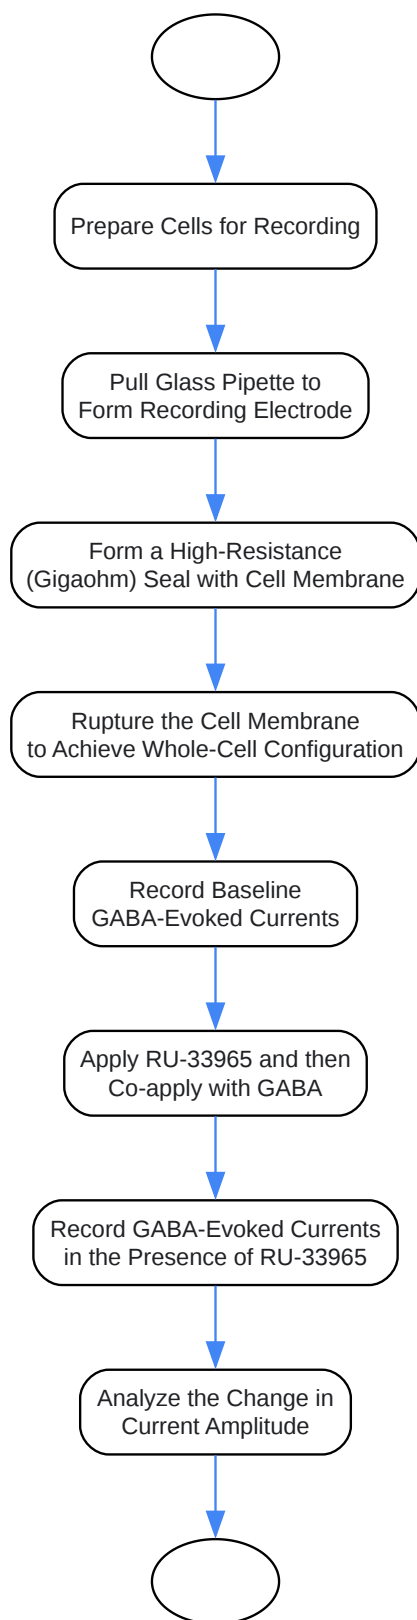 Prepare Cells for Recording
Pull Glass Pipette to
Form Recording Electrode
Form a High-Resistance
(Gigaohm) Seal with Cell Membrane
Rupture the Cell Membrane
to Achieve Whole-Cell Configuration
Record Baseline
GABA-Evoked Currents
Apply RU-33965 and then
Co-apply with GABA
Record GABA-Evoked Currents
in the Presence of RU-33965
Analyze the Change in
Current Amplitude